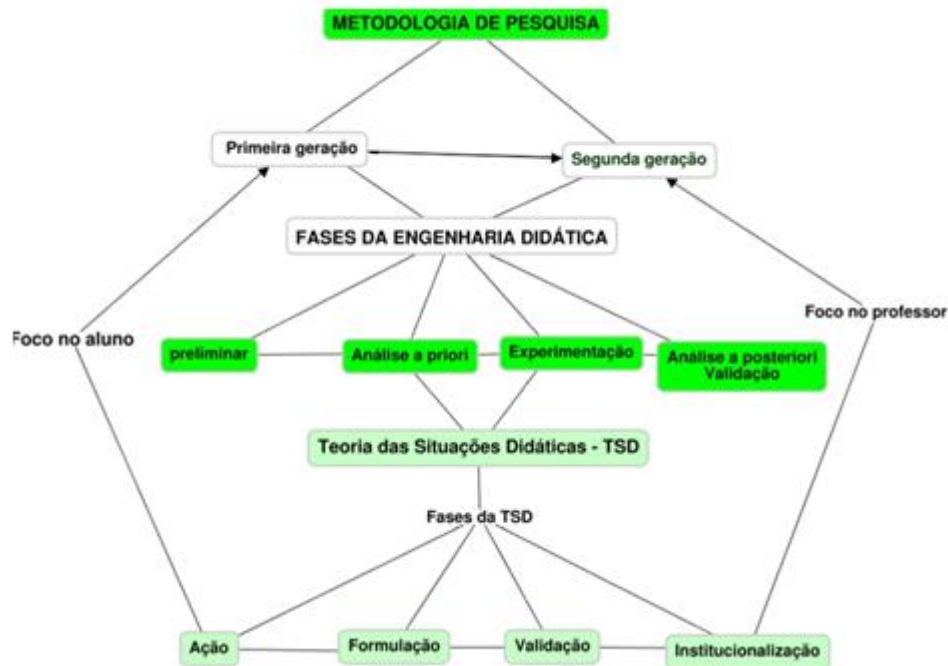 METODOLOGIA DE PESQUISA
Primeira geração
Segunda geração
FASES DA ENGENHARIA DIDÁTICA
Foco no aluno
Foco no professor
preliminar
Análise a priori
Experimentação
Análise a posteriori
Validação
Teoria das Situações Didáticas - TSD
Fases da TSD
Ação
Formulação
Validação
Institucionalização